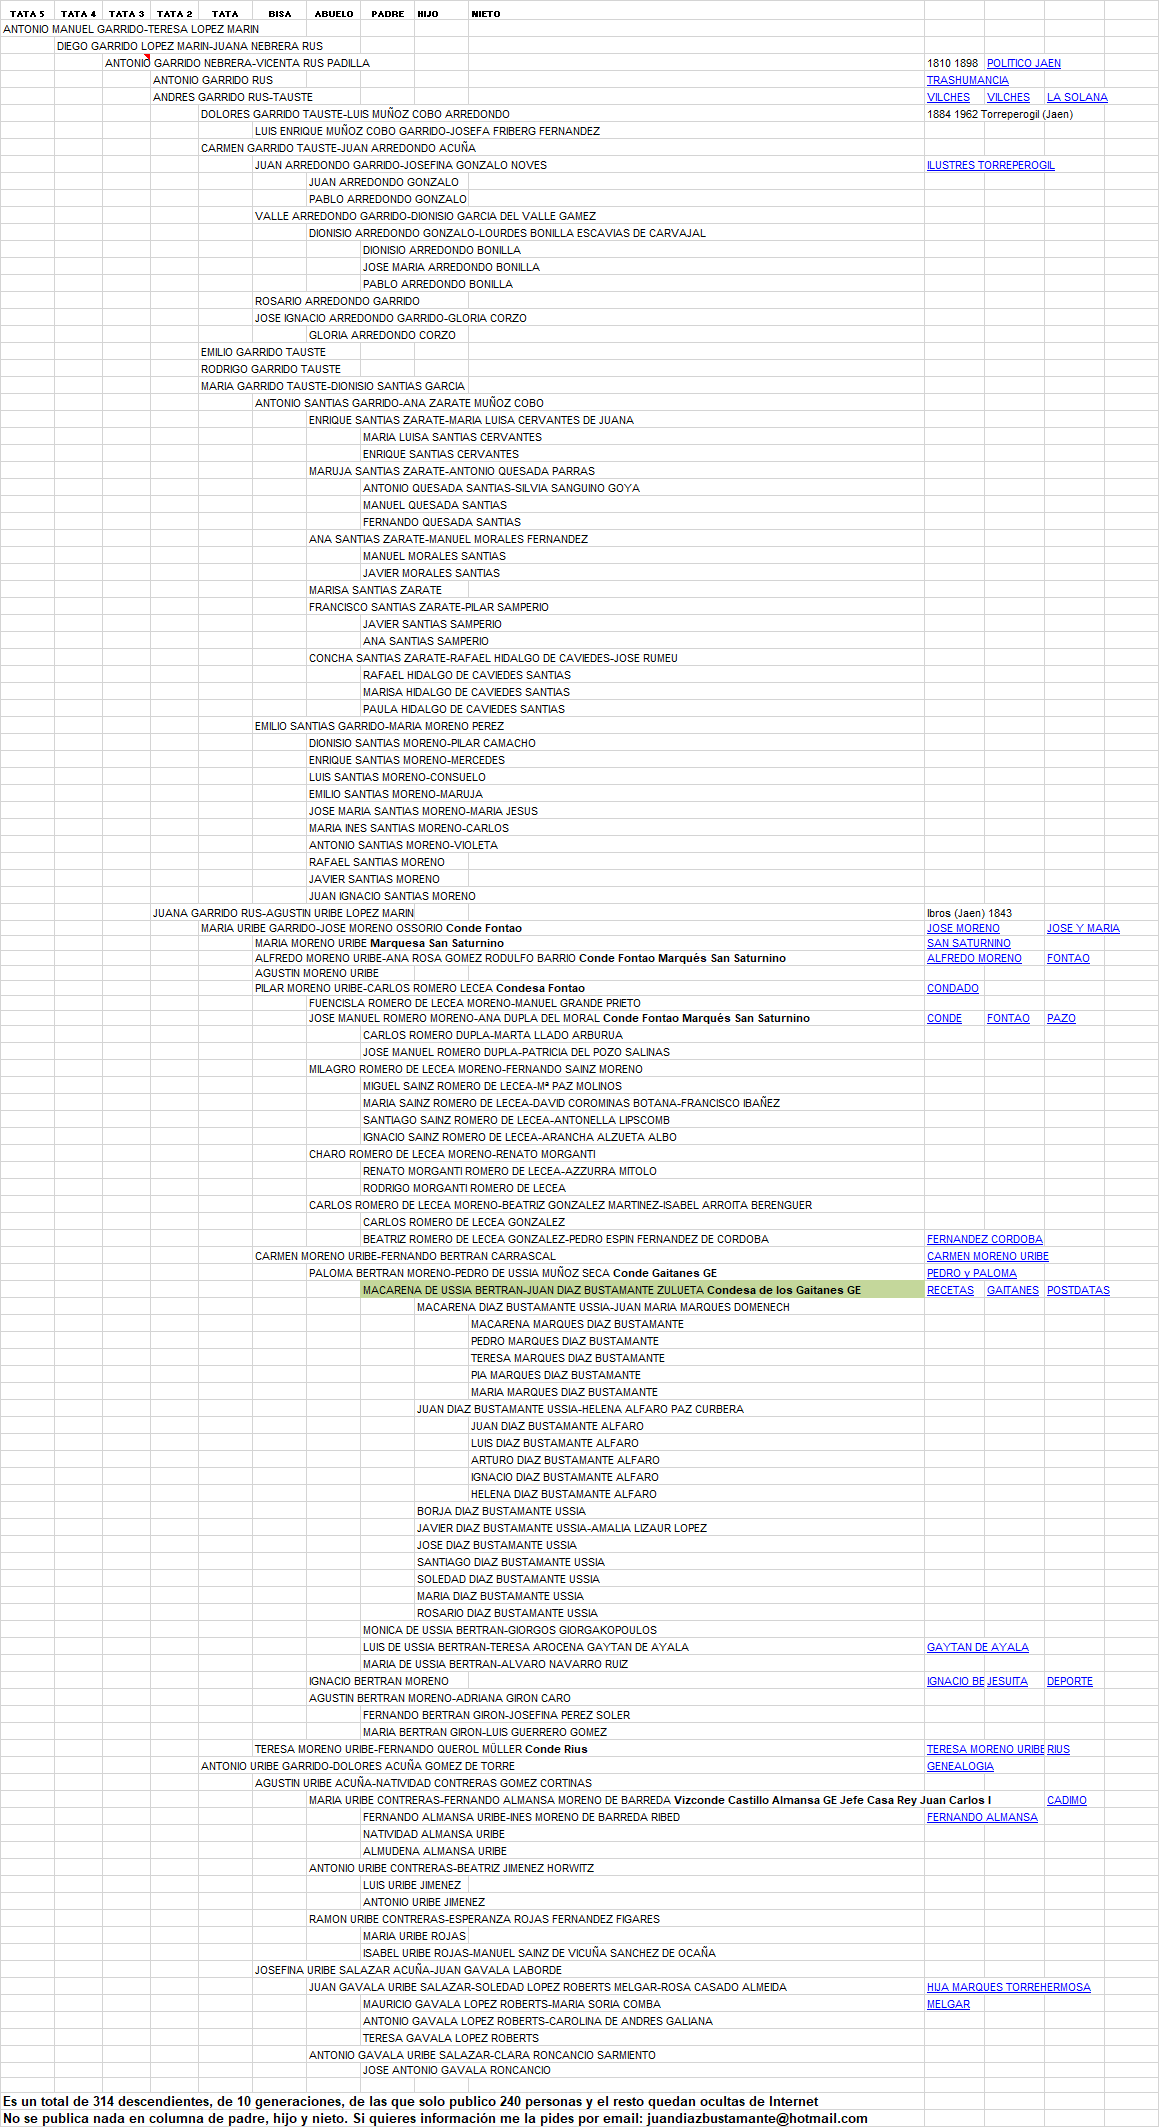 TATA 5 TATA 4 TATA 3 TATA 2 TATA BISA ABUELO PADRE HIJO NIETO
ANTONIO MANUEL GARRIDO-TERESA LOPEZ MARIN
DIEGO GARRIDO LOPEZ MARIN-JUANA NEBRERA RUS
ANTONIO GARRIDO NEBRERA-VICENTA RUS PADILLA 1810 1898 POLITICO JAEN
ANTONIO GARRIDO RUS TRASHUMANCIA
ANDRES GARRIDO RUS-TAUSTE VILCHES VILCHES LA SOLANA
DOLORES GARRIDO TAUSTE-LUIS MUÑOZ COBO ARREDONDO 1884 1962 Torreperogil (Jaen)
LUIS ENRIQUE MUÑOZ COBO GARRIDO-JOSEFA FRIBERG FERNANDEZ
CARMEN GARRIDO TAUSTE-JUAN ARREDONDO ACUÑA
JUAN ARREDONDO GARRIDO-JOSEFINA GONZALO NOVES ILUSTRES TORREPEROGIL
JUAN ARREDONDO GONZALO
PABLO ARREDONDO GONZALO
VALLE ARREDONDO GARRIDO-DIONISIO GARCIA DEL VALLE GAMEZ
DIONISIO ARREDONDO GONZALO-LOURDES BONILLA ESCAVIAS DE CARVAJAL
DIONISIO ARREDONDO BONILLA
JOSE MARIA ARREDONDO BONILLA
PABLO ARREDONDO BONILLA
ROSARIO ARREDONDO GARRIDO
JOSE IGNACIO ARREDONDO GARRIDO-GLORIA CORZO
GLORIA ARREDONDO CORZO
EMILIO GARRIDO TAUSTE
RODRIGO GARRIDO TAUSTE
MARIA GARRIDO TAUSTE-DIONISIO SANTIAS GARCIA
ANTONIO SANTIAS GARRIDO-ANA ZARATE MUÑOZ COBO
ENRIQUE SANTIAS ZARATE-MARIA LUISA CERVANTES DE JUANA
MARIA LUISA SANTIAS CERVANTES
ENRIQUE SANTIAS CERVANTES
MARUJA SANTIAS ZARATE-ANTONIO QUESADA PARRAS
ANTONIO QUESADA SANTIAS-SILVIA SANGUINO GOYA
MANUEL QUESADA SANTIAS
FERNANDO QUESADA SANTIAS
ANA SANTIAS ZARATE-MANUEL MORALES FERNANDEZ
MANUEL MORALES SANTIAS
JAVIER MORALES SANTIAS
MARISA SANTIAS ZARATE
FRANCISCO SANTIAS ZARATE-PILAR SAMPERIO
JAVIER SANTIAS SAMPERIO
ANA SANTIAS SAMPERIO
CONCHA SANTIAS ZARATE-RAFAEL HIDALGO DE CAVIEDES-JOSE RUMEU
RAFAEL HIDALGO DE CAVIEDES SANTIAS
MARISA HIDALGO DE CAVIEDES SANTIAS
PAULA HIDALGO DE CAVIEDES SANTIAS
EMILIO SANTIAS GARRIDO-MARIA MORENO PEREZ
DIONISIO SANTIAS MORENO-PILAR CAMACHO
ENRIQUE SANTIAS MORENO-MERCEDES
LUIS SANTIAS MORENO-CONSUELO
EMILIO SANTIAS MORENO-MARUJA
JOSE MARIA SANTIAS MORENO-MARIA JESUS
MARIA INES SANTIAS MORENO-CARLOS
ANTONIO SANTIAS MORENO-VIOLETA
RAFAEL SANTIAS MORENO
JAVIER SANTIAS MORENO
JUAN IGNACIO SANTIAS MORENO
JUANA GARRIDO RUS-AGUSTIN URIBE LOPEZ MARIN Ibros (Jaen) 1843
MARIA URIBE GARRIDO-JOSE MORENO OSSORIO Conde Fontao JOSE MORENO JOSE Y MARIA
MARIA MORENO URIBE Marquesa San Saturnino SAN SATURNINO
ALFREDO MORENO URIBE-ANA ROSA GOMEZ RODULFO BARRIO Conde Fontao Marqués San Saturnino ALFREDO MORENO FONTAO
AGUSTIN MORENO URIBE
PILAR MORENO URIBE-CARLOS ROMERO LECEA Condesa Fontao CONDADO
FUENCISLA ROMERO DE LECEA MORENO-MANUEL GRANDE PRIETO
JOSE MANUEL ROMERO MORENO-ANA DUPLA DEL MORAL Conde Fontao Marqués San Saturnino CONDE FONTAO PAZO
CARLOS ROMERO DUPLA-MARTA LLADO ARBURUA
JOSE MANUEL ROMERO DUPLA-PATRICIA DEL POZO SALINAS
MILAGRO ROMERO DE LECEA MORENO-FERNANDO SAINZ MORENO
MIGUEL SAINZ ROMERO DE LECEA-Mª PAZ MOLINOS
MARIA SAINZ ROMERO DE LECEA-DAVID COROMINAS BOTANA-FRANCISCO IBAÑEZ
SANTIAGO SAINZ ROMERO DE LECEA-ANTONELLA LIPSCOMB
IGNACIO SAINZ ROMERO DE LECEA-ARANCHA ALZUETA ALBO
CHARO ROMERO DE LECEA MORENO-RENATO MORGANTI
RENATO MORGANTI ROMERO DE LECEA-AZZURRA MITOLO
RODRIGO MORGANTI ROMERO DE LECEA
CARLOS ROMERO DE LECEA MORENO-BEATRIZ GONZALEZ MARTINEZ-ISABEL ARROITA BERENGUER
CARLOS ROMERO DE LECEA GONZALEZ
BEATRIZ ROMERO DE LECEA GONZALEZ-PEDRO ESPIN FERNANDEZ DE CORDOBA FERNANDEZ CORDOBA
CARMEN MORENO URIBE-FERNANDO BERTRAN CARRASCAL CARMEN MORENO URIBE
PALOMA BERTRAN MORENO-PEDRO DE USSIA MUÑOZ SECA Conde Gaitanes GE PEDRO y PALOMA
MACARENA DE USSIA BERTRAN-JUAN DIAZ BUSTAMANTE ZULUETA Condesa de los Gaitanes GE RECETAS GAITANES POSTDATAS
MACARENA DIAZ BUSTAMANTE USSIA-JUAN MARIA MARQUES DOMENECH
MACARENA MARQUES DIAZ BUSTAMANTE
PEDRO MARQUES DIAZ BUSTAMANTE
TERESA MARQUES DIAZ BUSTAMANTE
PIA MARQUES DIAZ BUSTAMANTE
MARIA MARQUES DIAZ BUSTAMANTE
JUAN DIAZ BUSTAMANTE USSIA-HELENA ALFARO PAZ CURBERA
JUAN DIAZ BUSTAMANTE ALFARO
LUIS DIAZ BUSTAMANTE ALFARO
ARTURO DIAZ BUSTAMANTE ALFARO
IGNACIO DIAZ BUSTAMANTE ALFARO
HELENA DIAZ BUSTAMANTE ALFARO
BORJA DIAZ BUSTAMANTE USSIA
JAVIER DIAZ BUSTAMANTE USSIA-AMALIA LIZAUR LOPEZ
JOSE DIAZ BUSTAMANTE USSIA
SANTIAGO DIAZ BUSTAMANTE USSIA
SOLEDAD DIAZ BUSTAMANTE USSIA
MARIA DIAZ BUSTAMANTE USSIA
ROSARIO DIAZ BUSTAMANTE USSIA
MONICA DE USSIA BERTRAN-GIORGOS GIORGAKOPOULOS
LUIS DE USSIA BERTRAN-TERESA AROCENA GAYTAN DE AYALA GAYTAN DE AYALA
MARIA DE USSIA BERTRAN-ALVARO NAVARRO RUIZ
IGNACIO BERTRAN MORENO IGNACIO BE JESUITA DEPORTE
AGUSTIN BERTRAN MORENO-ADRIANA GIRON CARO
FERNANDO BERTRAN GIRON-JOSEFINA PEREZ SOLER
MARIA BERTRAN GIRON-LUIS GUERRERO GOMEZ
TERESA MORENO URIBE-FERNANDO QUEROL MÜLLER Conde Rius TERESA MORENO URIBE RIUS
ANTONIO URIBE GARRIDO-DOLORES ACUÑA GOMEZ DE TORRE GENEALOGIA
AGUSTIN URIBE ACUÑA-NATIVIDAD CONTRERAS GOMEZ CORTINAS
MARIA URIBE CONTRERAS-FERNANDO ALMANSA MORENO DE BARREDA Vizconde Castillo Almansa GE Jefe Casa Rey Juan Carlos I CADIMO
FERNANDO ALMANSA URIBE-INES MORENO DE BARREDA RIBED FERNANDO ALMANSA
NATIVIDAD ALMANSA URIBE
ALMUDENA ALMANSA URIBE
ANTONIO URIBE CONTRERAS-BEATRIZ JIMENEZ HORWITZ
LUIS URIBE JIMENEZ
ANTONIO URIBE JIMENEZ
RAMON URIBE CONTRERAS-ESPERANZA ROJAS FERNANDEZ FIGARES
MARIA URIBE ROJAS
ISABEL URIBE ROJAS-MANUEL SAINZ DE VICUÑA SANCHEZ DE OCAÑA
JOSEFINA URIBE SALAZAR ACUÑA-JUAN GAVALA LABORDE
JUAN GAVALA URIBE SALAZAR-SOLEDAD LOPEZ ROBERTS MELGAR-ROSA CASADO ALMEIDA HIJA MARQUES TORREHERMOSA
MAURICIO GAVALA LOPEZ ROBERTS-MARIA SORIA COMBA MELGAR
ANTONIO GAVALA LOPEZ ROBERTS-CAROLINA DE ANDRES GALIANA
TERESA GAVALA LOPEZ ROBERTS
ANTONIO GAVALA URIBE SALAZAR-CLARA RONCANCIO SARMIENTO
JOSE ANTONIO GAVALA RONCANCIO
Es un total de 314 descendientes, de 10 generaciones, de las que solo publico 240 personas y el resto quedan ocultas de Internet
No se publica nada en columna de padre, hijo y nieto. Si quieres información me la pides por email: juandiazbustamante@hotmail.com